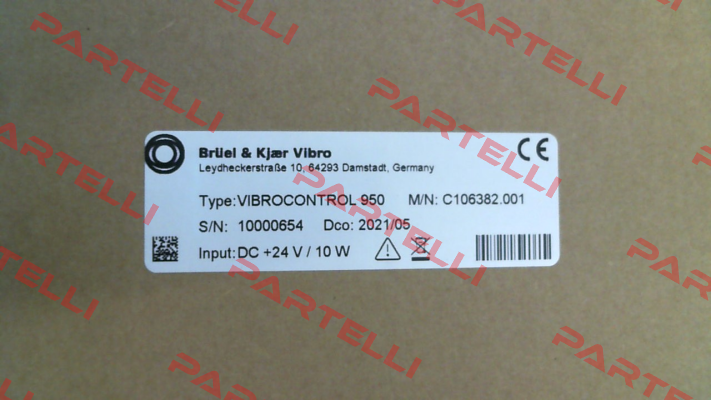 Brüel & Kjær Vibro
Leydheckerstraße 10, 64293 Damstadt, Germany
Type: VIBROCONTROL 950 M/N: C106382.001
S/N: 10000654 Dco: 2021/05
Input: DC +24 V / 10 W
CE
PARTELLI
PARTELLI
PARTELLI
PARTELLI
PARTELLI
PARTELLI
PARTELLI
PARTELLI
PARTELLI